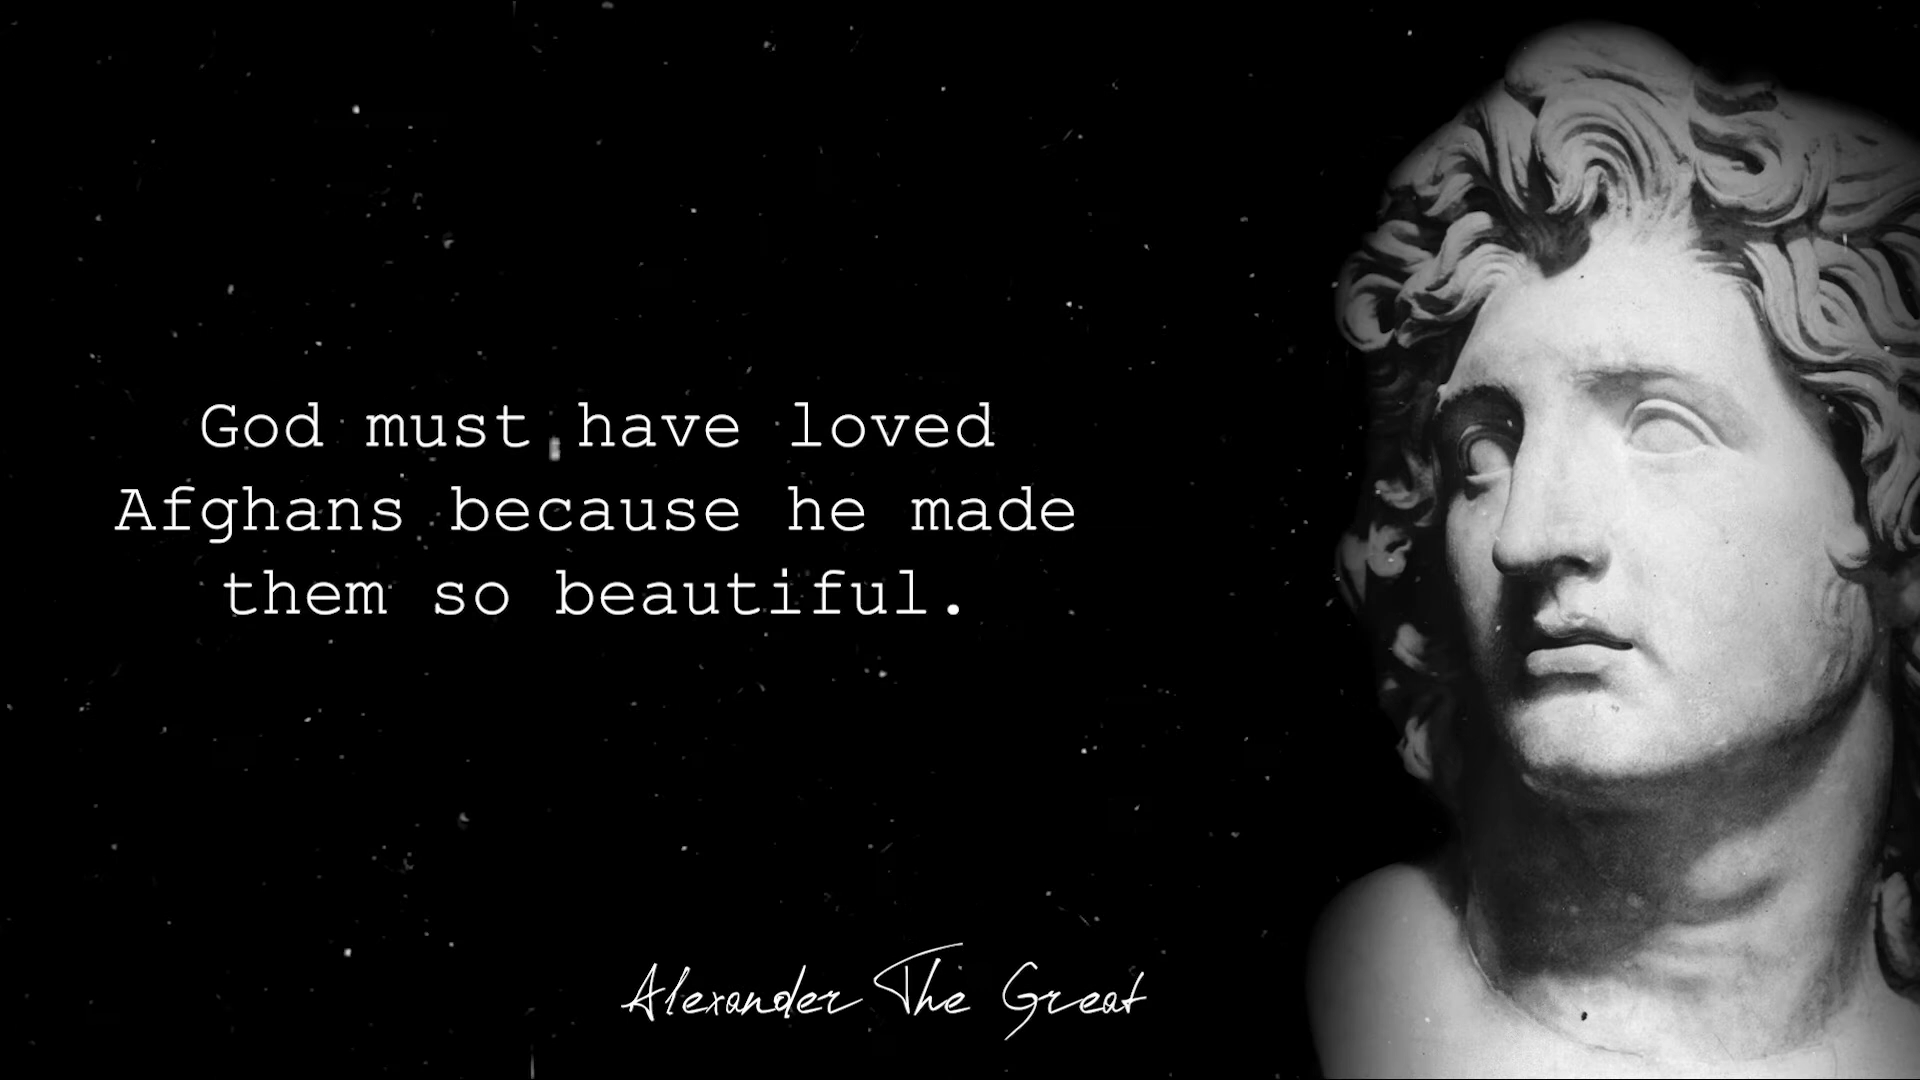 God must have loved
Afghans because he made
them so beautiful.
Alexander The Great